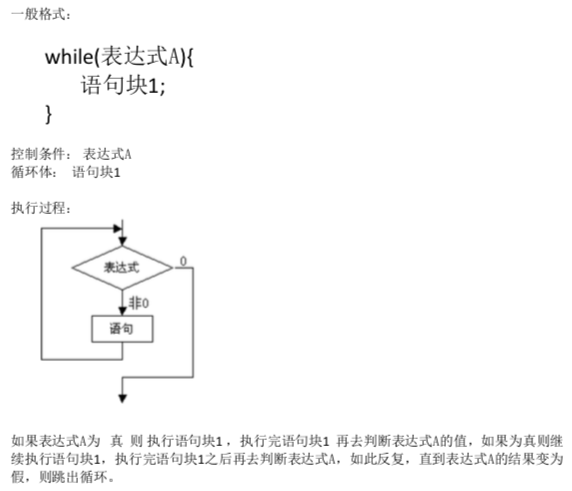 一般格式：
while(表达式A){
语句块1;
}
控制条件： 表达式A
循环体： 语句块1
执行过程：
表达式
0
非0
语句
如果表达式A为 真 则 执行语句块1 ，执行完语句块1 再去判断表达式A的值，如果为真则继
续执行语句块1，执行完语句块1之后再去判断表达式A，如此反复，直到表达式A的结果变为
假，则跳出循环。